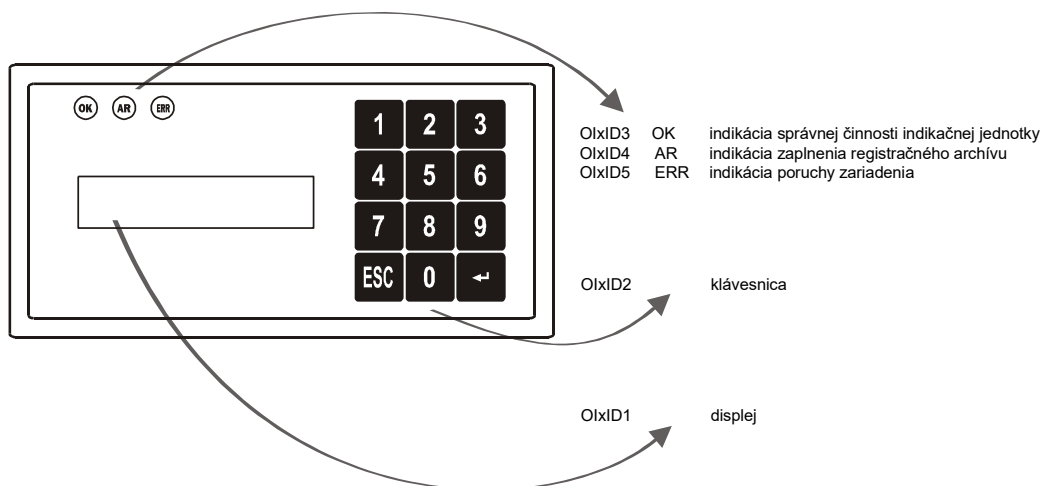 OK AR ERR
1 2 3
4 5 6
7 8 9
ESC 0 ↵
OIxID3 OK indikácia správnej činnosti indikačnej jednotky
OIxID4 AR indikácia zaplnenia registračného archívu
OIxID5 ERR indikácia poruchy zariadenia
OIxID2 klávesnica
OIxID1 displej